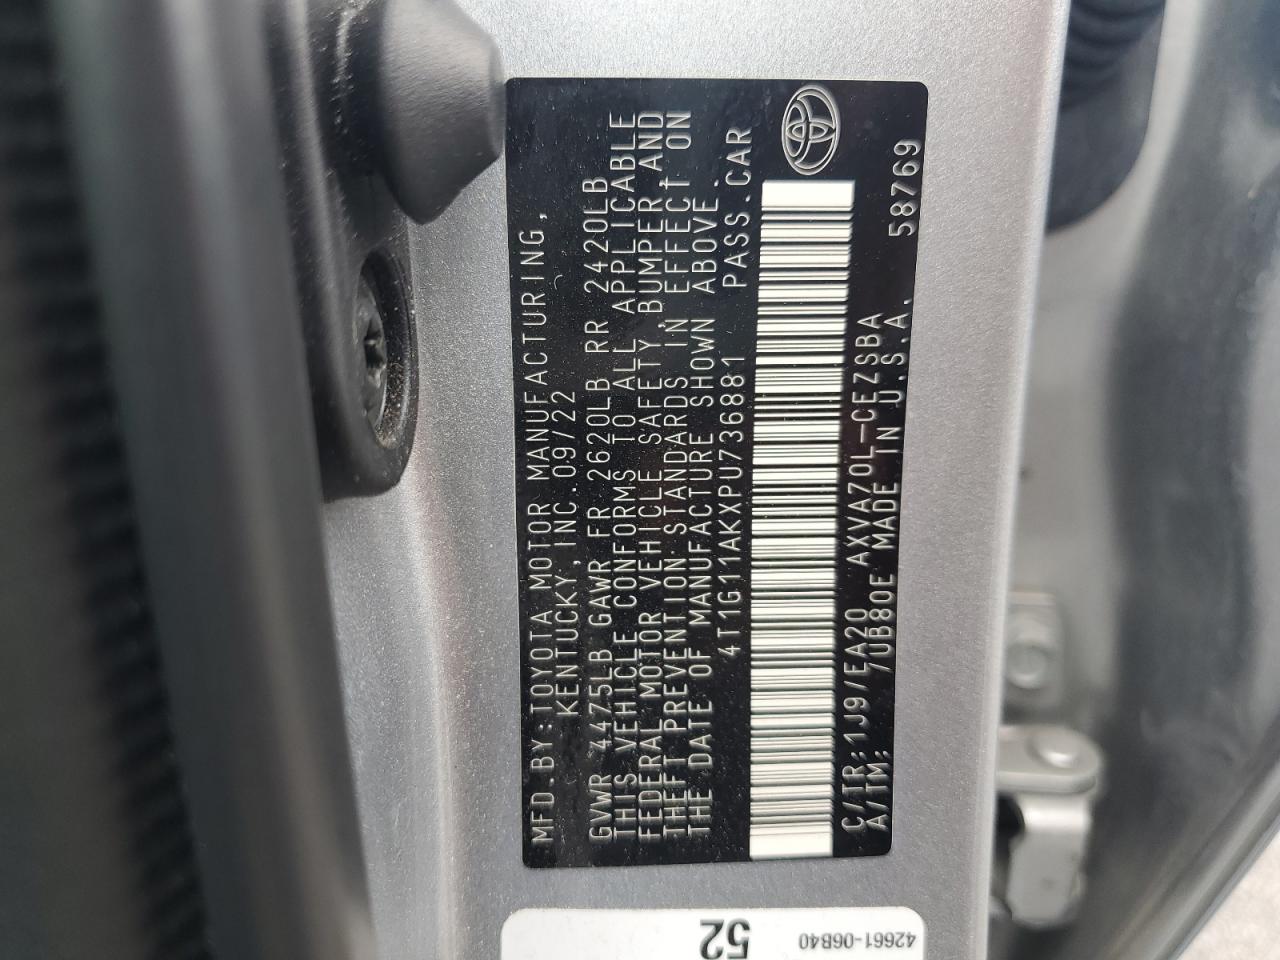 MFD.BY:TOYOTA MOTOR MANUFACTURING,
KENTUCKY, INC. 09/22
GVWR 4475LB GAWR FR 2620LB RR 2420LB
THIS VEHICLE CONFORMS TO ALL APPLICABLE
FEDERAL MOTOR VEHICLE SAFETY, BUMPER, AND
THEFT PREVENTION STANDARDS IN EFFECT ON
THE DATE OF MANUFACTURE SHOWN ABOVE.
4T1G11AKXPU736881 PASS.CAR
C/TR: 1J9/EA20 AXVA70L-CEZSBA
A/TM: /UB80E MADE IN U.S.A. 58769
52
42661-06B40